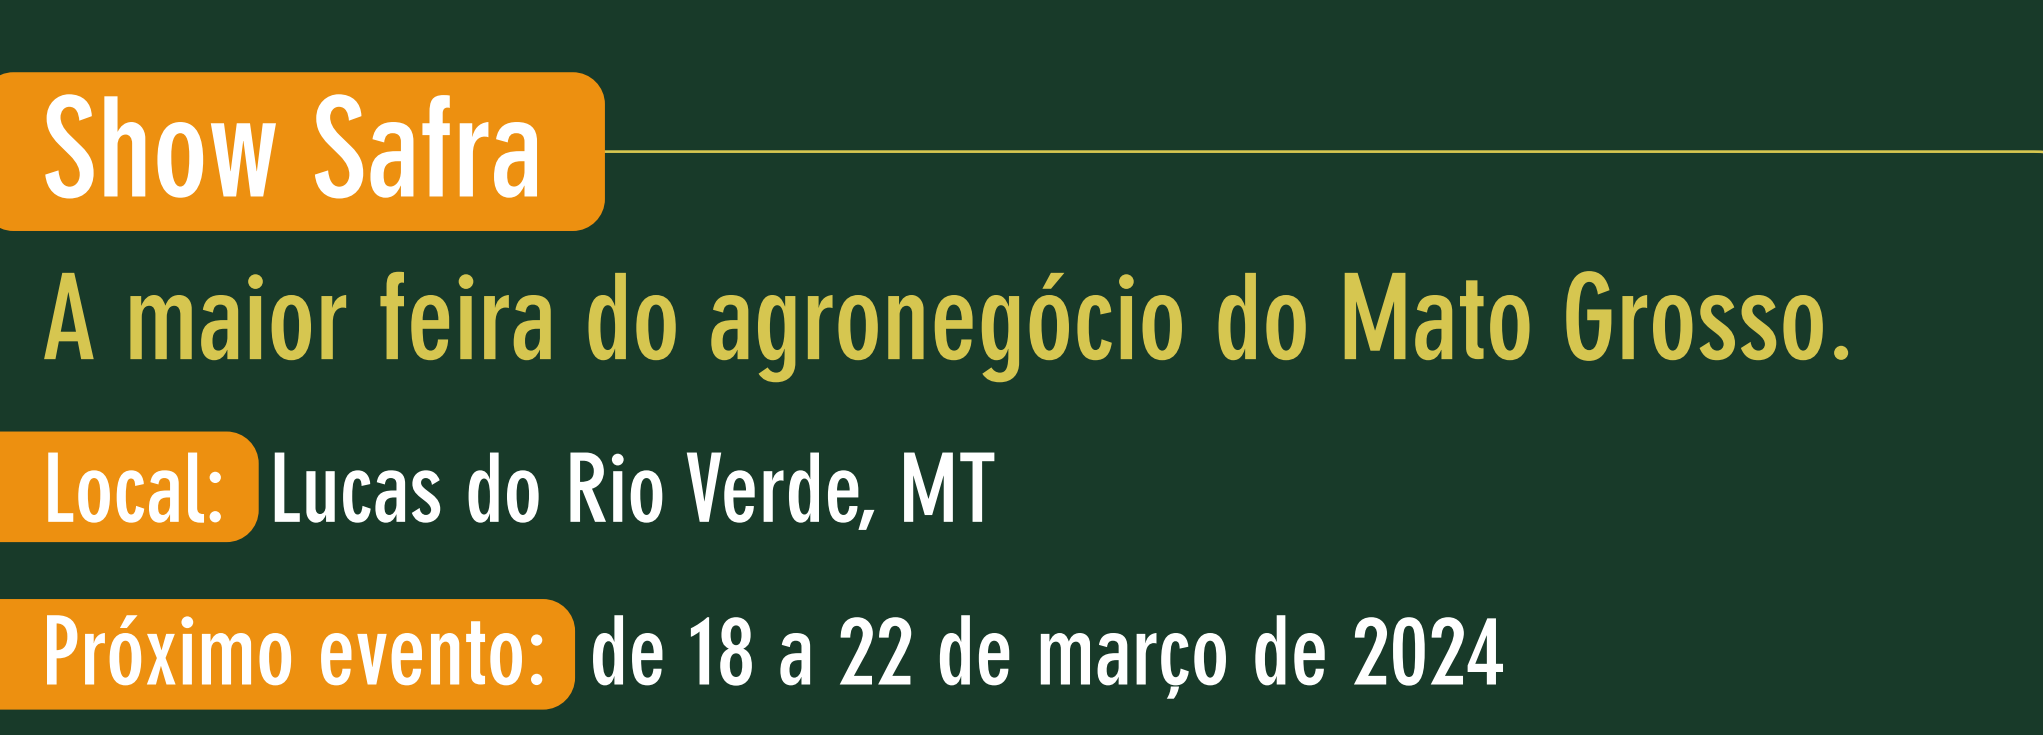 Show Safra
A maior feira do agronegócio do Mato Grosso.
Local: Lucas do Rio Verde, MT
Próximo evento: de 18 a 22 de março de 2024